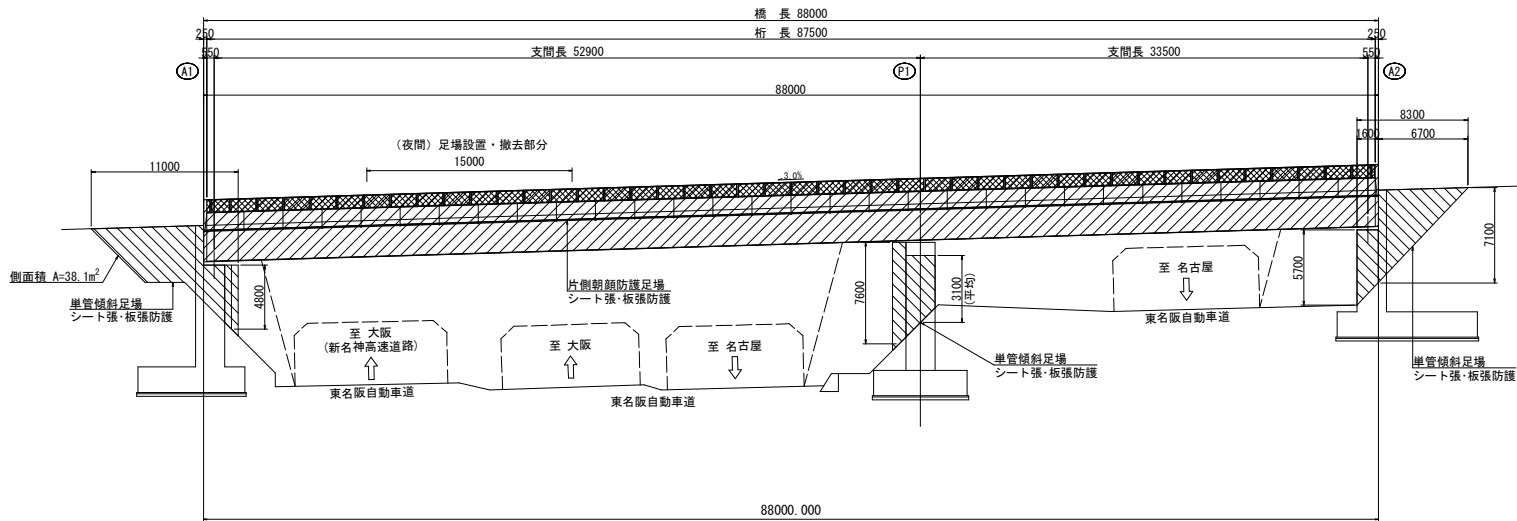 橋 長 88000
250
桁 長 87500
250
550
支間長 52900
支間長 33500
550
A1
P1
A2
88000
8300
1600
6700
(夜間) 足場設置・撤去部分
15000
11000
-3.0%
側面積 A=38.1m²
単管傾斜足場
シート張・板張防護
4800
片側朝顔防護足場
シート張・板張防護
7600
3100
(平均)
至 名古屋
5700
7100
東名阪自動車道
至 大阪
(新名神高速道路)
至 大阪
至 名古屋
東名阪自動車道
東名阪自動車道
単管傾斜足場
シート張・板張防護
単管傾斜足場
シート張・板張防護
88000.000